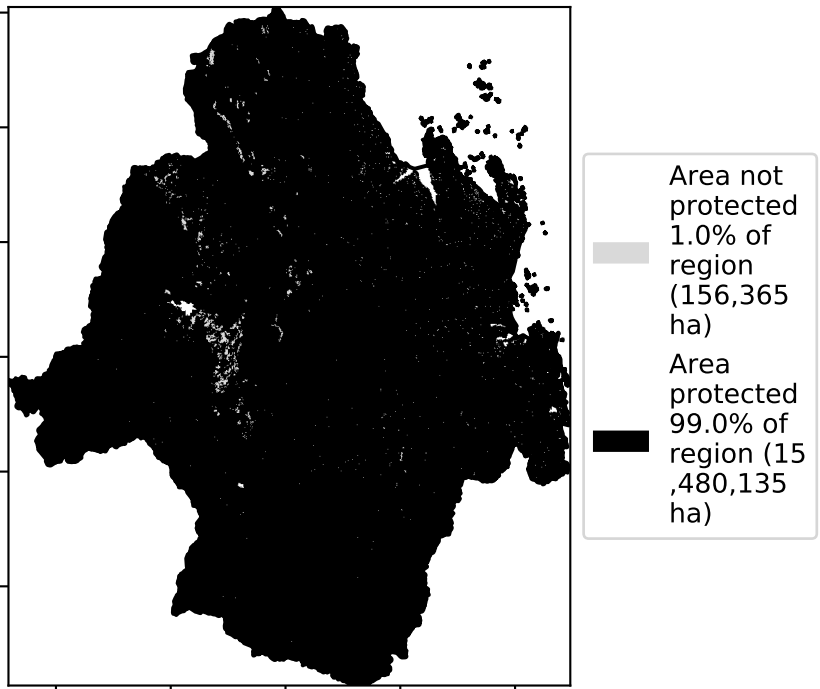 Area not
protected
1.0% of
region
(156,365
ha)
Area
protected
99.0% of
region (15
,480,135
ha)